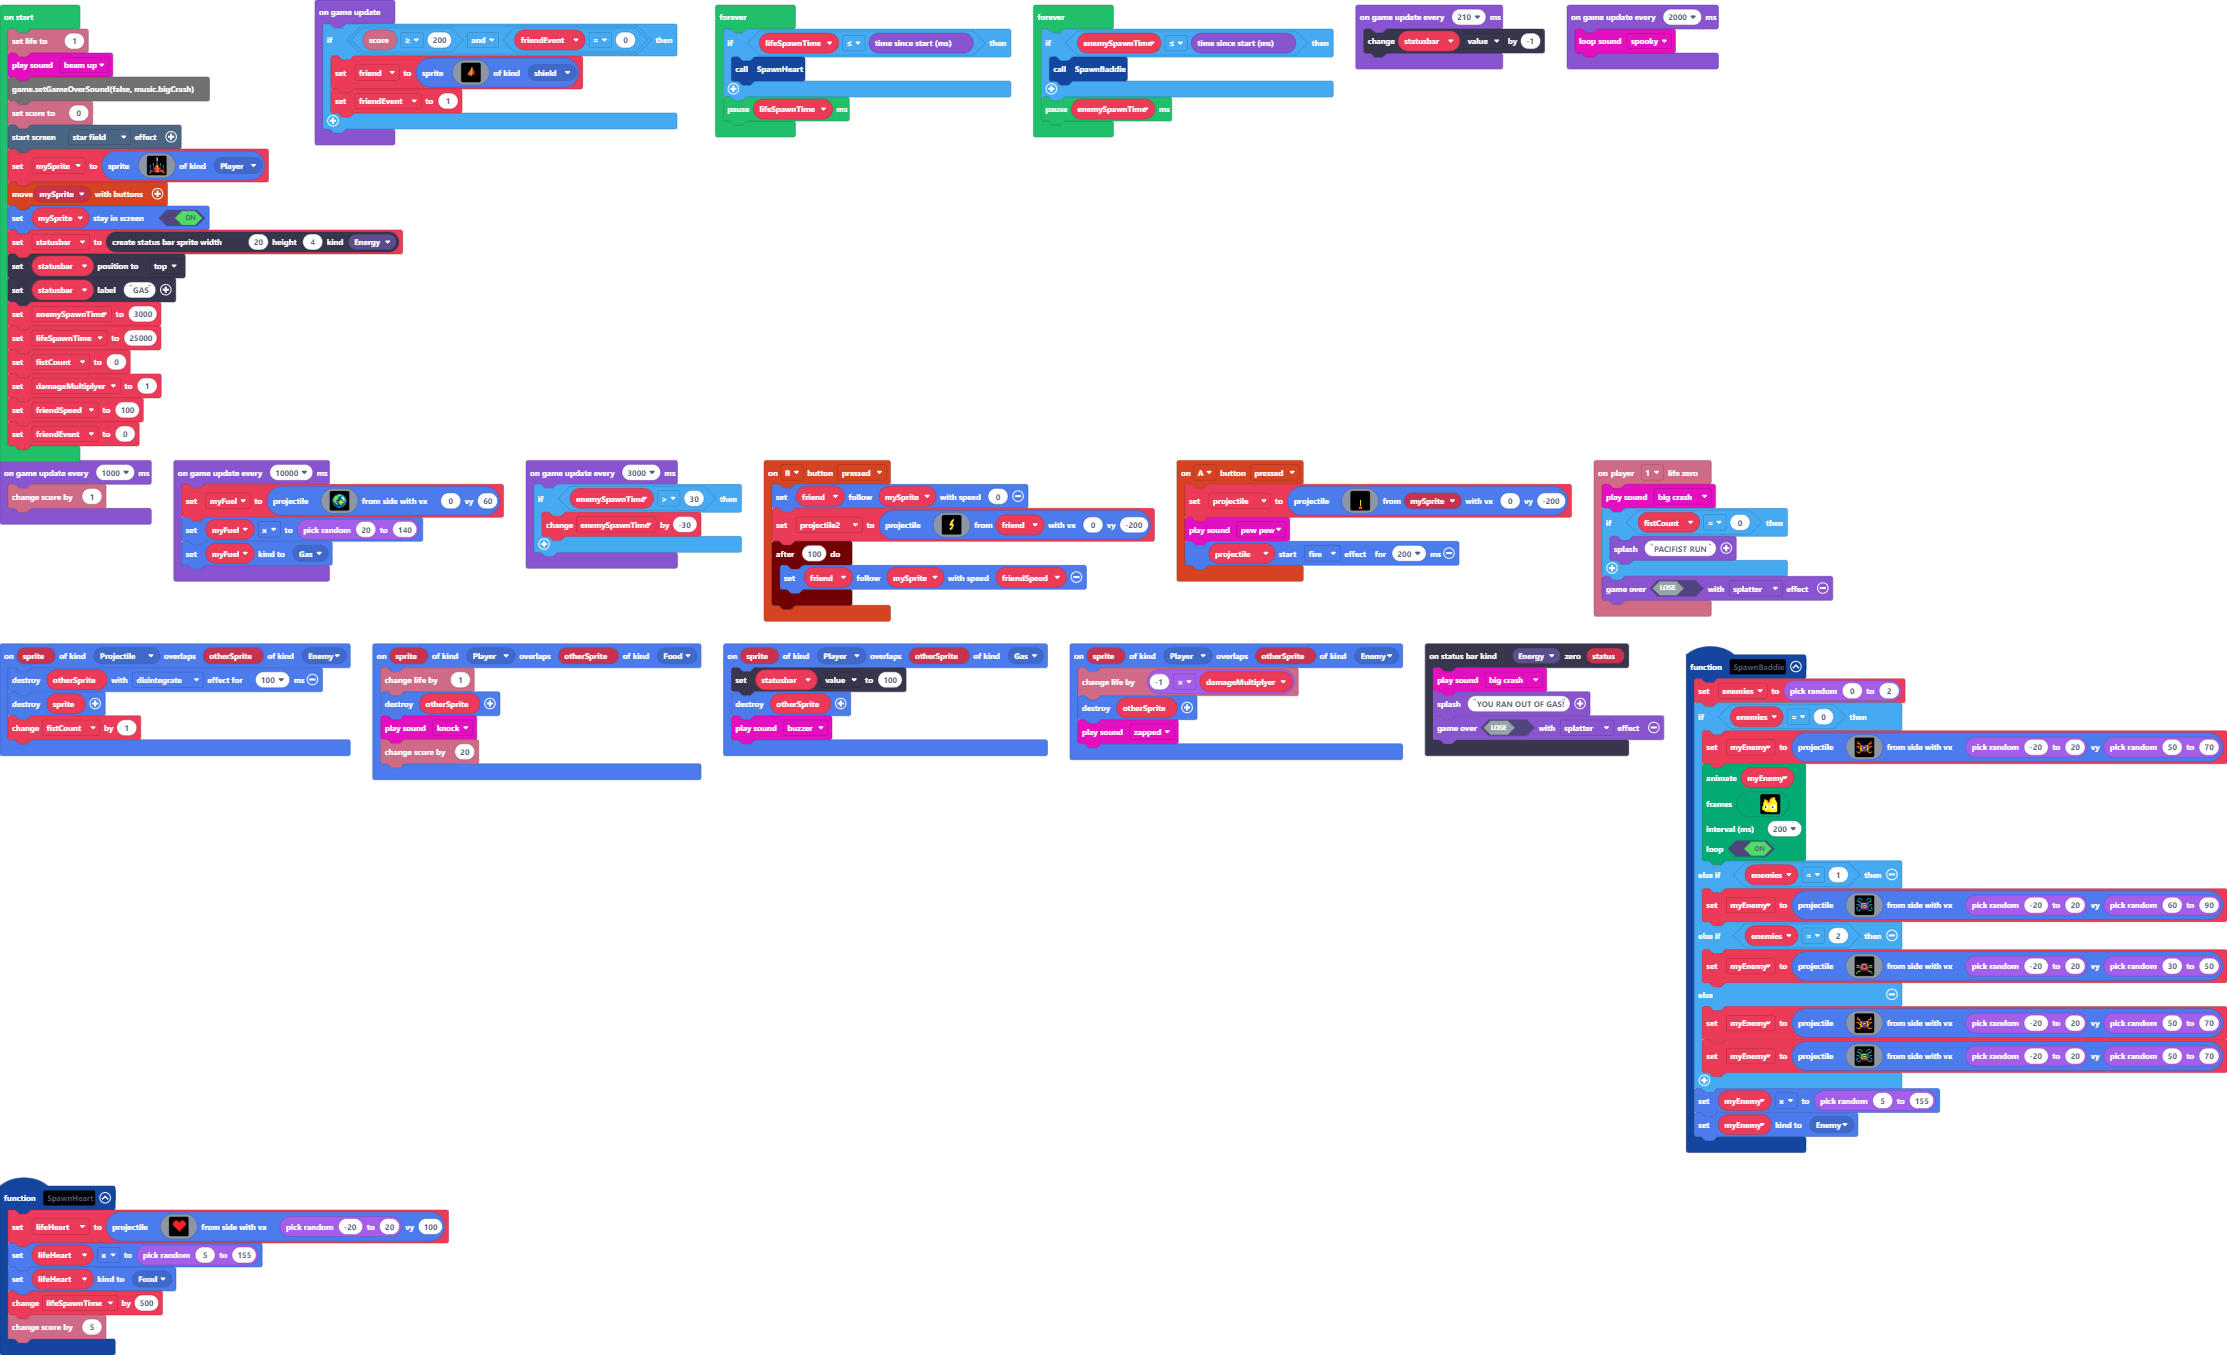 on start
set life to 1
play sound beam up
game.setGameOverSound(false, music.bigCrash)
set score to 0
start screen star field effect
set mySprite to sprite of kind Player
move mySprite with buttons
set mySprite stay in screen ON
set statusbar to create status bar sprite width 20 height 4 kind Energy
set statusbar position to top
set statusbar label "GAS"
set enemySpawnTime to 3000
set lifeSpawnTime to 25000
set fistCount to 0
set damageMultiplyer to 1
set friendSpeed to 100
set friendEvent to 0
on game update
if score ≥ 200 and friendEvent = 0 then
set friend to sprite of kind shield
set friendEvent to 1
forever
if lifeSpawnTime ≤ time since start (ms) then
call SpawnHeart
pause lifeSpawnTime ms
forever
if enemySpawnTime ≤ time since start (ms) then
call SpawnBaddie
pause enemySpawnTime ms
on game update every 210 ms
change statusbar value by -1
on game update every 2000 ms
loop sound spooky
on game update every 1000 ms
change score by 1
on game update every 10000 ms
set myFuel to projectile from side with vx 0 vy 60
set myFuel x to pick random 20 to 140
set myFuel kind to Gas
on game update every 3000 ms
if enemySpawnTime > 30 then
change enemySpawnTime by -30
on B button pressed
set friend follow mySprite with speed 0
set projectile2 to projectile from friend with vx 0 vy -200
after 100 do
set friend follow mySprite with speed friendSpeed
on A button pressed
set projectile to projectile from mySprite with vx 0 vy -200
play sound pew pew
projectile start fire effect for 200 ms
on player 1 life zero
play sound big crash
if fistCount = 0 then
splash "PACIFIST RUN"
game over LOSE with splatter effect
on sprite of kind Projectile overlaps otherSprite of kind Enemy
destroy otherSprite with disintegrate effect for 100 ms
destroy sprite
change fistCount by 1
on sprite of kind Player overlaps otherSprite of kind Food
change life by 1
destroy otherSprite
play sound knock
change score by 20
on sprite of kind Player overlaps otherSprite of kind Gas
set statusbar value to 100
destroy otherSprite
play sound buzzer
on sprite of kind Player overlaps otherSprite of kind Enemy
change life by -1 x damageMultiplyer
destroy otherSprite
play sound zapped
on status bar kind Energy zero status
play sound big crash
splash "YOU RAN OUT OF GAS!
game over LOSE with splatter effect
function SpawnBaddie
set enemies to pick random 0 to 2
if enemies = 0 then
set myEnemy to projectile from side with vx pick random -20 to 20 vy pick random 50 to 70
animate myEnemy
frames
interval (ms) 200
loop ON
else if enemies = 1 then
set myEnemy to projectile from side with vx pick random -20 to 20 vy pick random 60 to 90
else if enemies = 2 then
set myEnemy to projectile from side with vx pick random -20 to 20 vy pick random 30 to 50
else
set myEnemy to projectile from side with vx pick random -20 to 20 vy pick random 50 to 70
set myEnemy to projectile from side with vx pick random -20 to 20 vy pick random 50 to 70
set myEnemy x to pick random 5 to 155
set myEnemy kind to Enemy
function SpawnHeart
set lifeHeart to projectile from side with vx pick random -20 to 20 vy 100
set lifeHeart x to pick random 5 to 155
set lifeHeart kind to Food
change lifeSpawnTime by 500
change score by 5